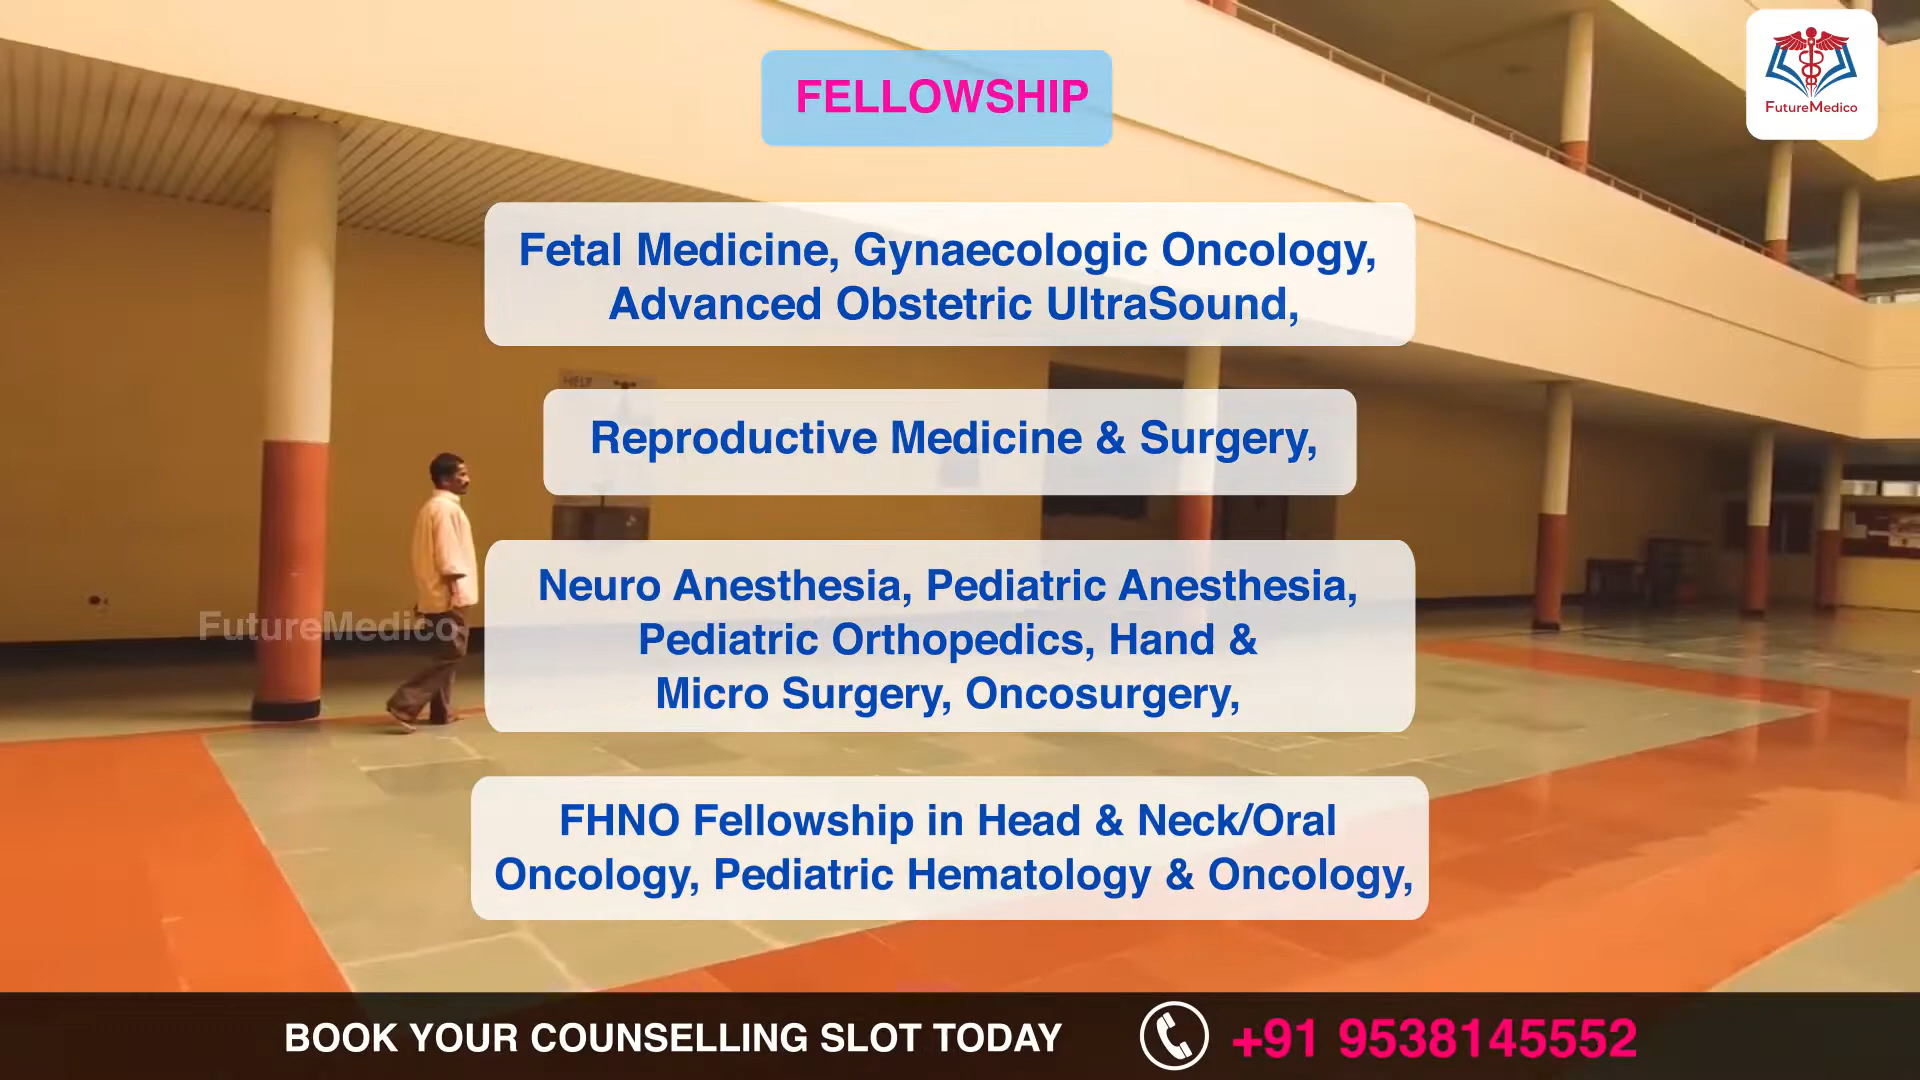 FutureMedico
FELLOWSHIP
Fetal Medicine, Gynaecologic Oncology,
Advanced Obstetric UltraSound,
HELP
Reproductive Medicine & Surgery,
Neuro Anesthesia, Pediatric Anesthesia,
Pediatric Orthopedics, Hand &
Micro Surgery, Oncosurgery,
FutureMedico
FHNO Fellowship in Head & Neck/Oral
Oncology, Pediatric Hematology & Oncology,
BOOK YOUR COUNSELLING SLOT TODAY
+91 9538145552